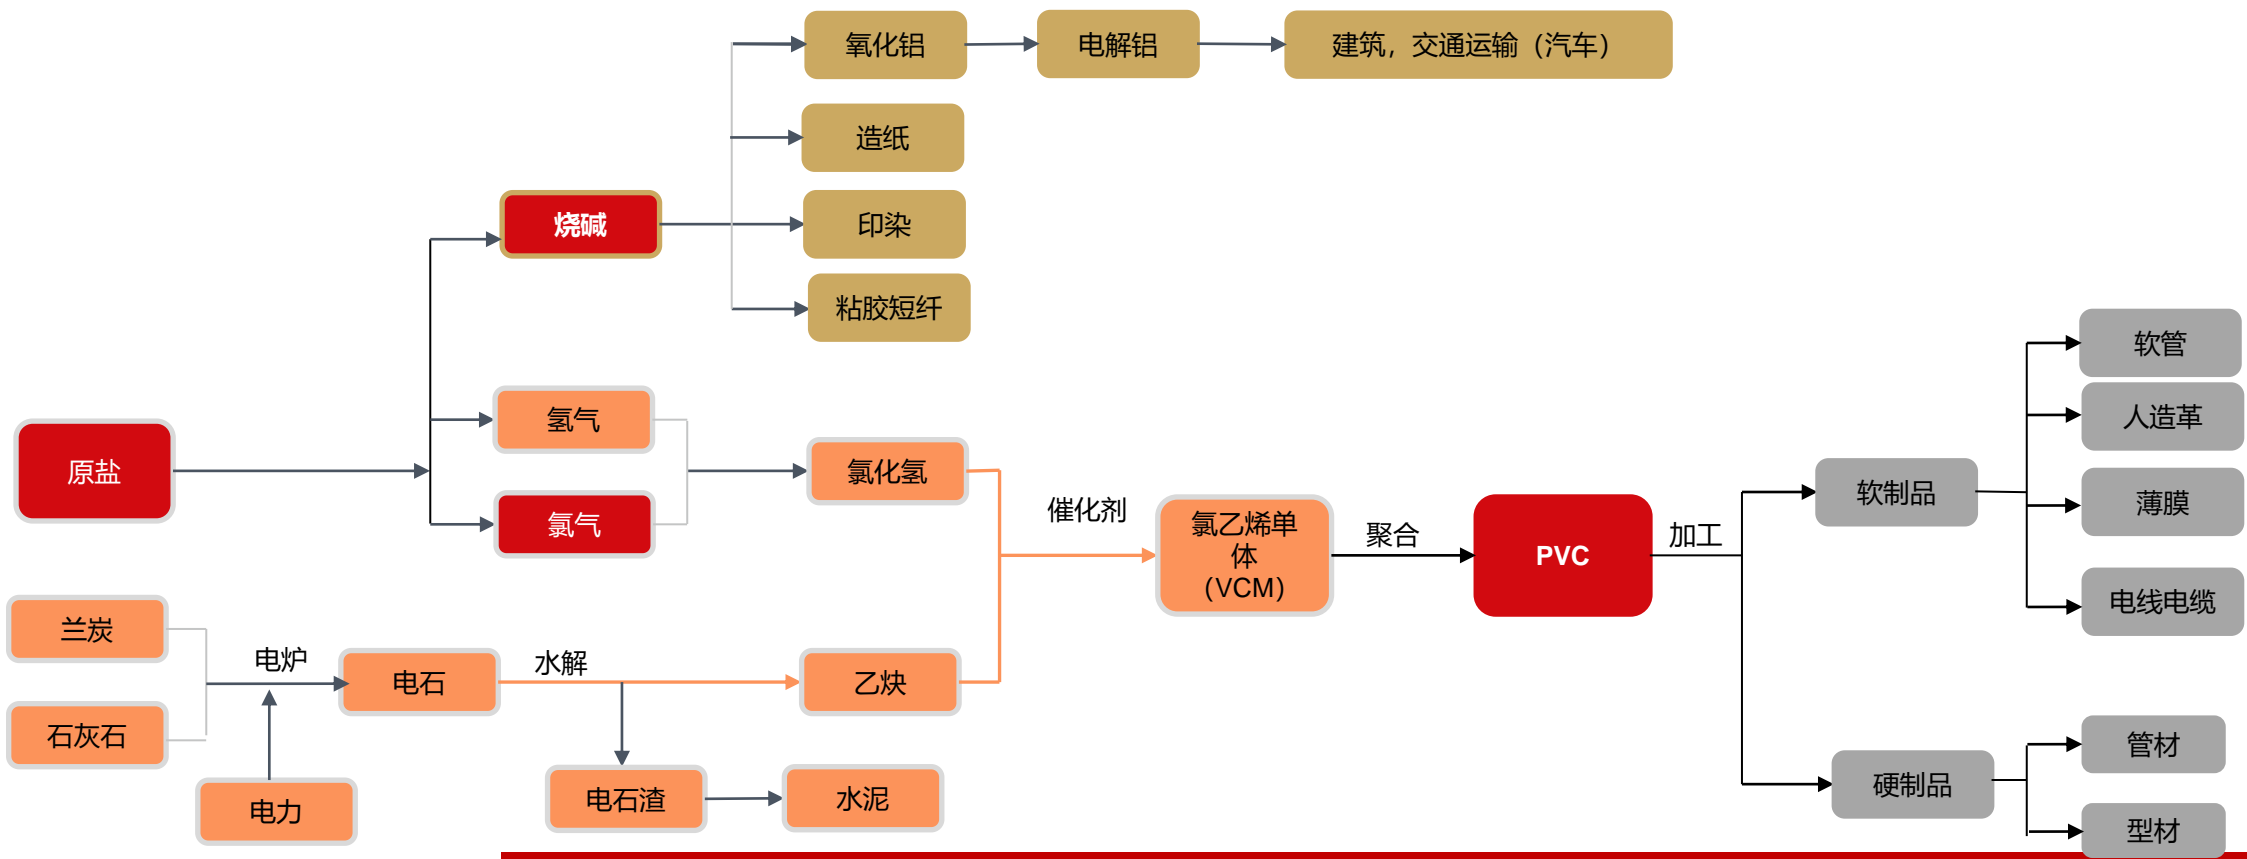 氧化铝
电解铝
建筑，交通运输（汽车）
造纸
烧碱
印染
粘胶短纤
软管
氢气
人造革
原盐
氯化氢
催化剂
软制品
薄膜
氯气
氯乙烯单
体
（VCM）
聚合
PVC
加工
兰炭
电线电缆
电炉
电石
水解
乙炔
石灰石
管材
电力
电石渣
水泥
硬制品
型材